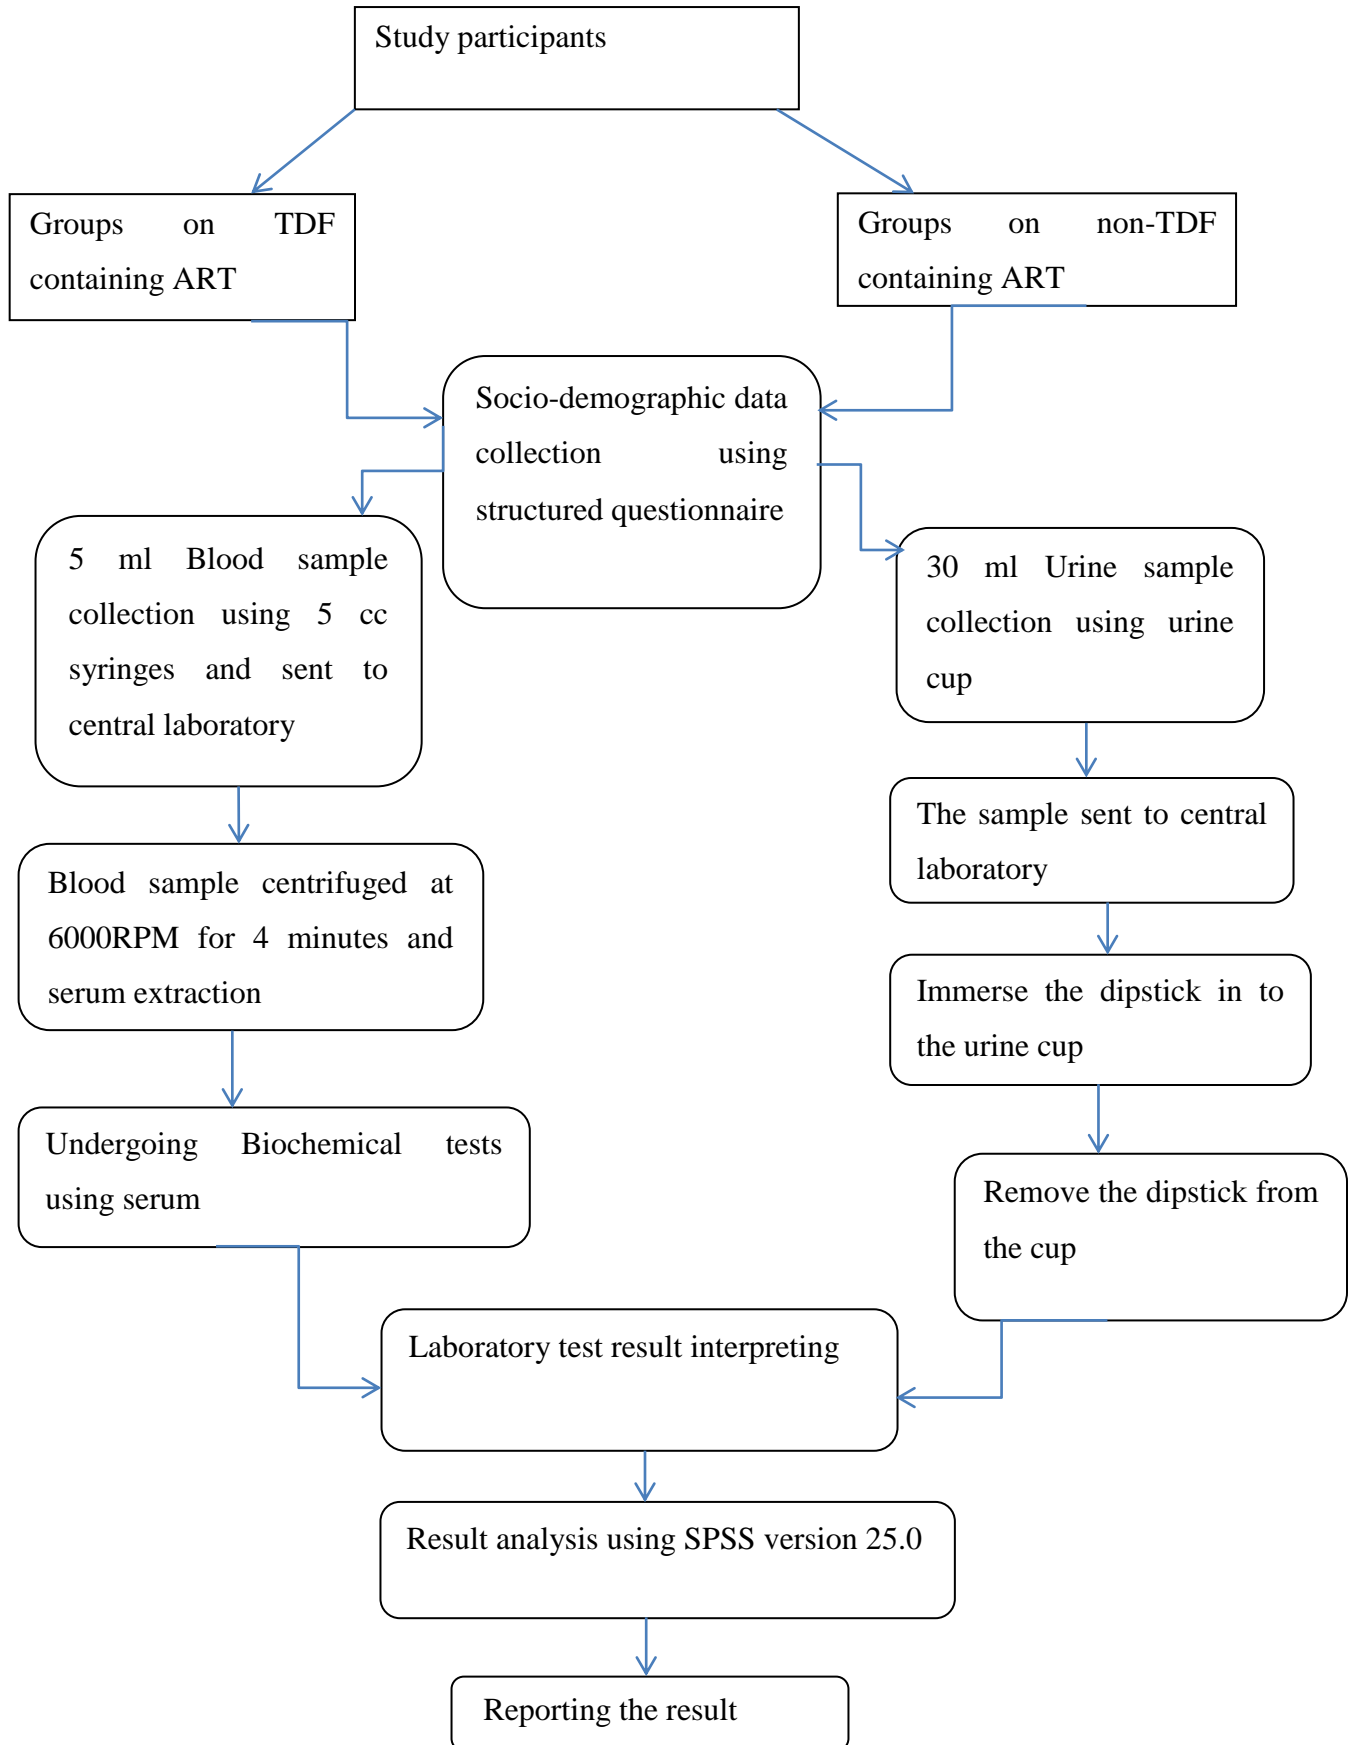 Study participants
Groups on TDF
containing ART
Groups on non-TDF
containing ART
Socio-demographic data
collection using
structured questionnaire
5 ml Blood sample
collection using 5 cc
syringes and sent to
central laboratory
30 ml Urine sample
collection using urine
cup
The sample sent to central
laboratory
Blood sample centrifuged at
6000RPM for 4 minutes and
serum extraction
Immerse the dipstick in to
the urine cup
Undergoing Biochemical tests
using serum
Remove the dipstick from
the cup
Laboratory test result interpreting
Result analysis using SPSS version 25.0
Reporting the result